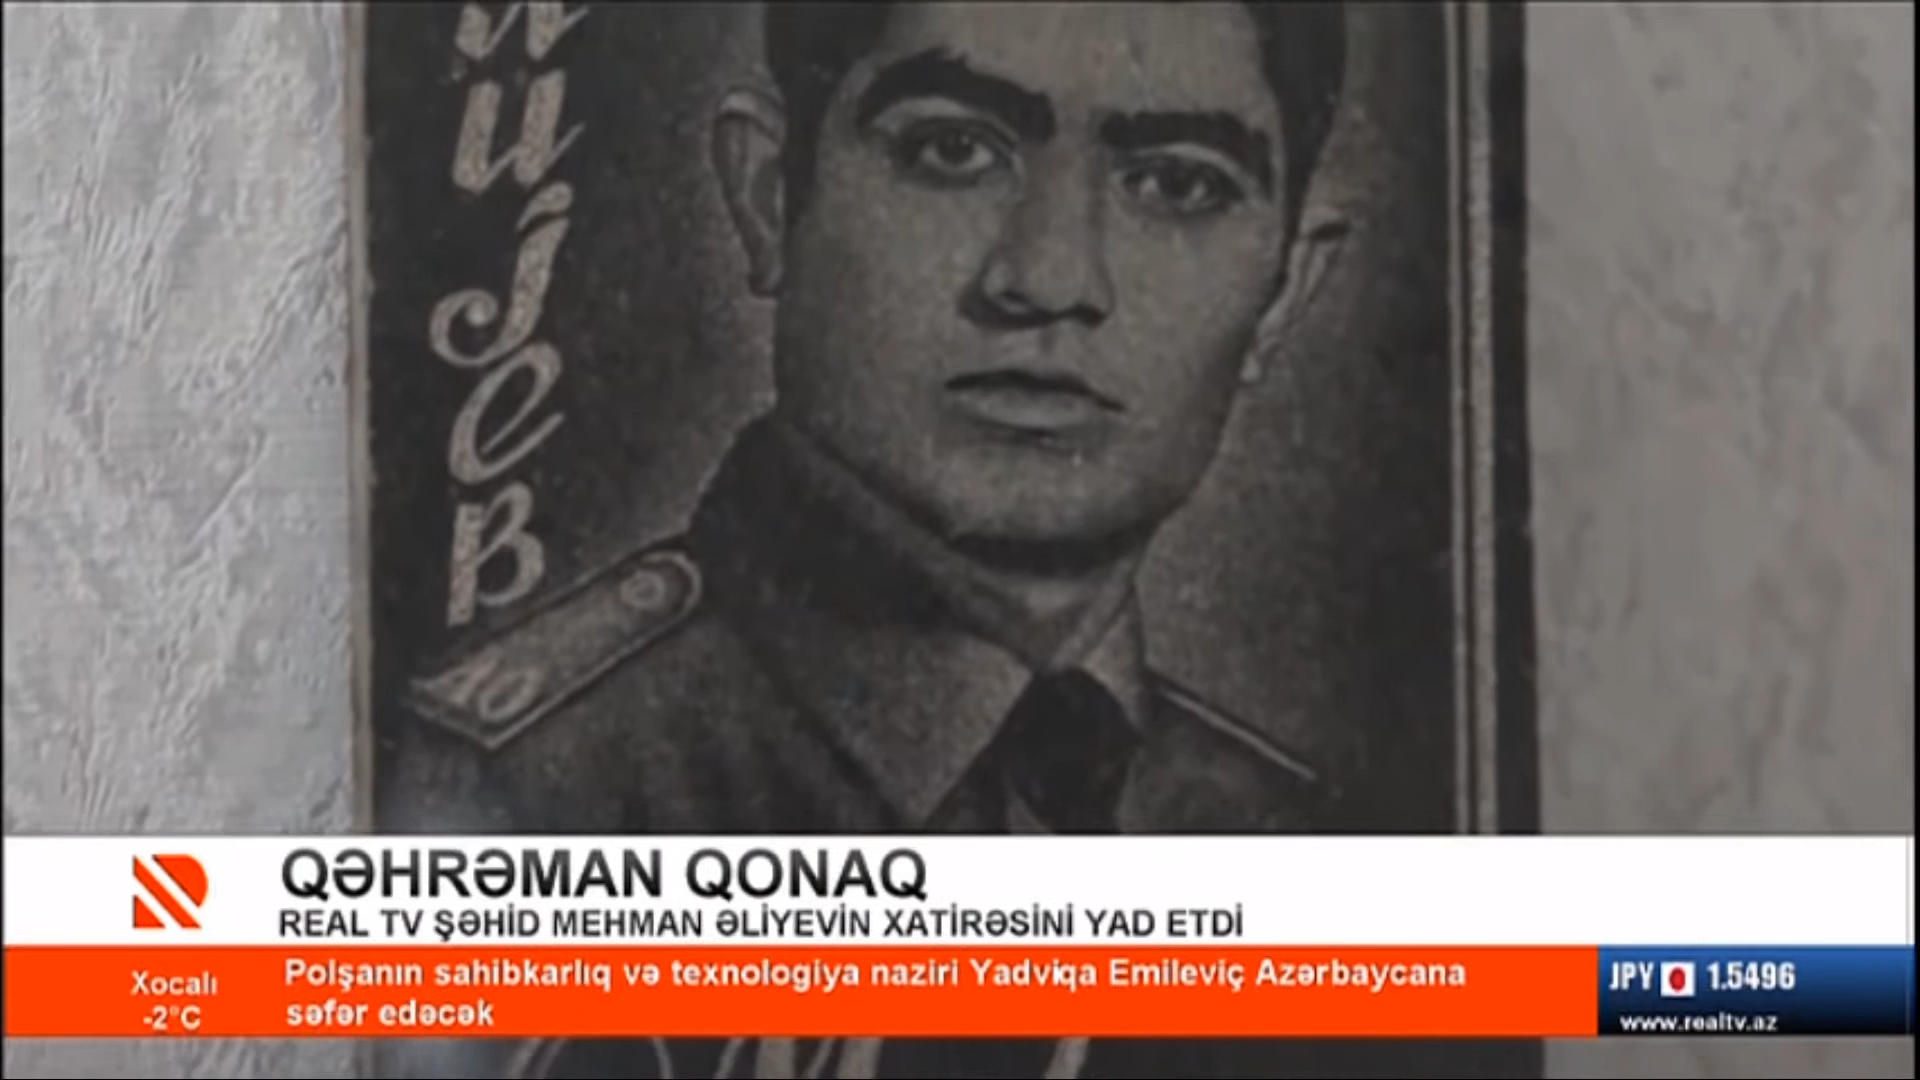 ијев
QƏHRƏMAN QONAQ
REAL TV ŞƏHİD MEHMAN ƏLİYEVİN XATİRƏSİNİ YAD ETDİ
Xocalı
-2°C
Polşanın sahibkarlıq və texnologiya naziri Yadviqa Emileviç Azərbaycana
səfər edəcək
JPY 1.5496
www.realtv.az